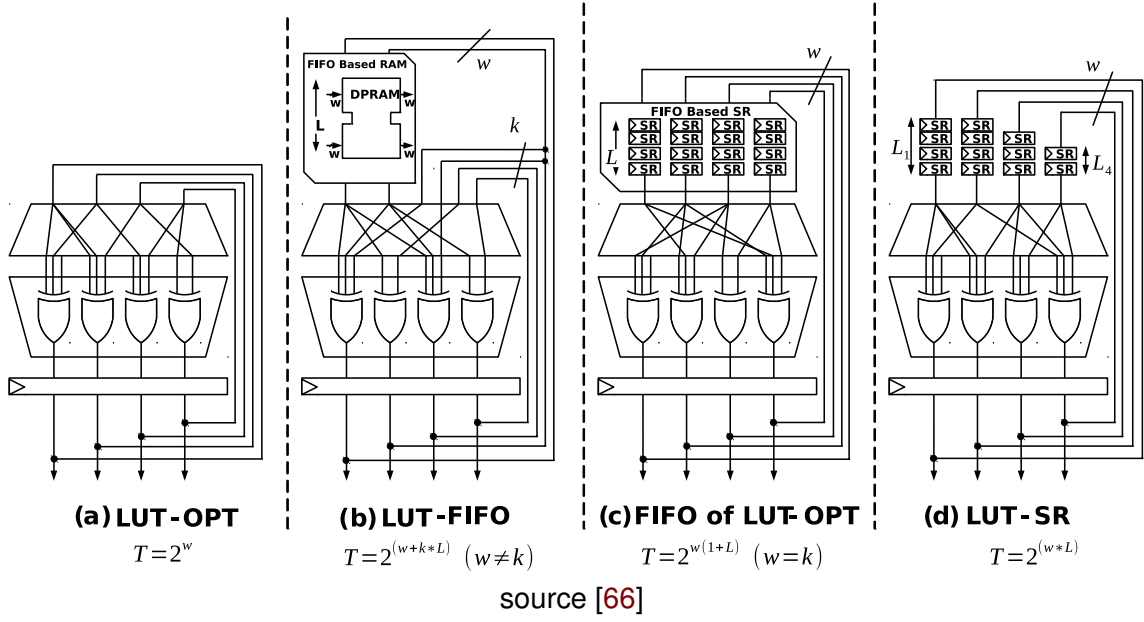 w
FIFO Based RAM
DPRAM
w
w
L
w
w
k
w
FIFO Based SR
SR SR SR SR
SR SR SR SR
L
SR SR SR SR
SR SR SR SR
w
SR SR
SR SR SR
L₁
SR SR SR SR
L₄
SR SR SR SR
(a) LUT-OPT
T=2^w
(b) LUT-FIFO
T=2^(w+k*L) (w≠k)
(c) FIFO of LUT-OPT
T=2^w(1+L) (w=k)
(d) LUT-SR
T=2^(w*L)
source [66]